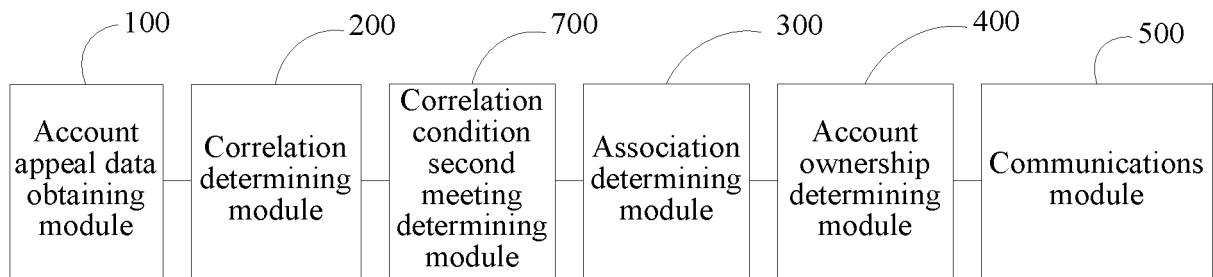 100
200
700
300
400
500
Account
appeal data
obtaining
module
Correlation
determining
module
Correlation
condition
second
meeting
determining
module
Association
determining
module
Account
ownership
determining
module
Communications
module